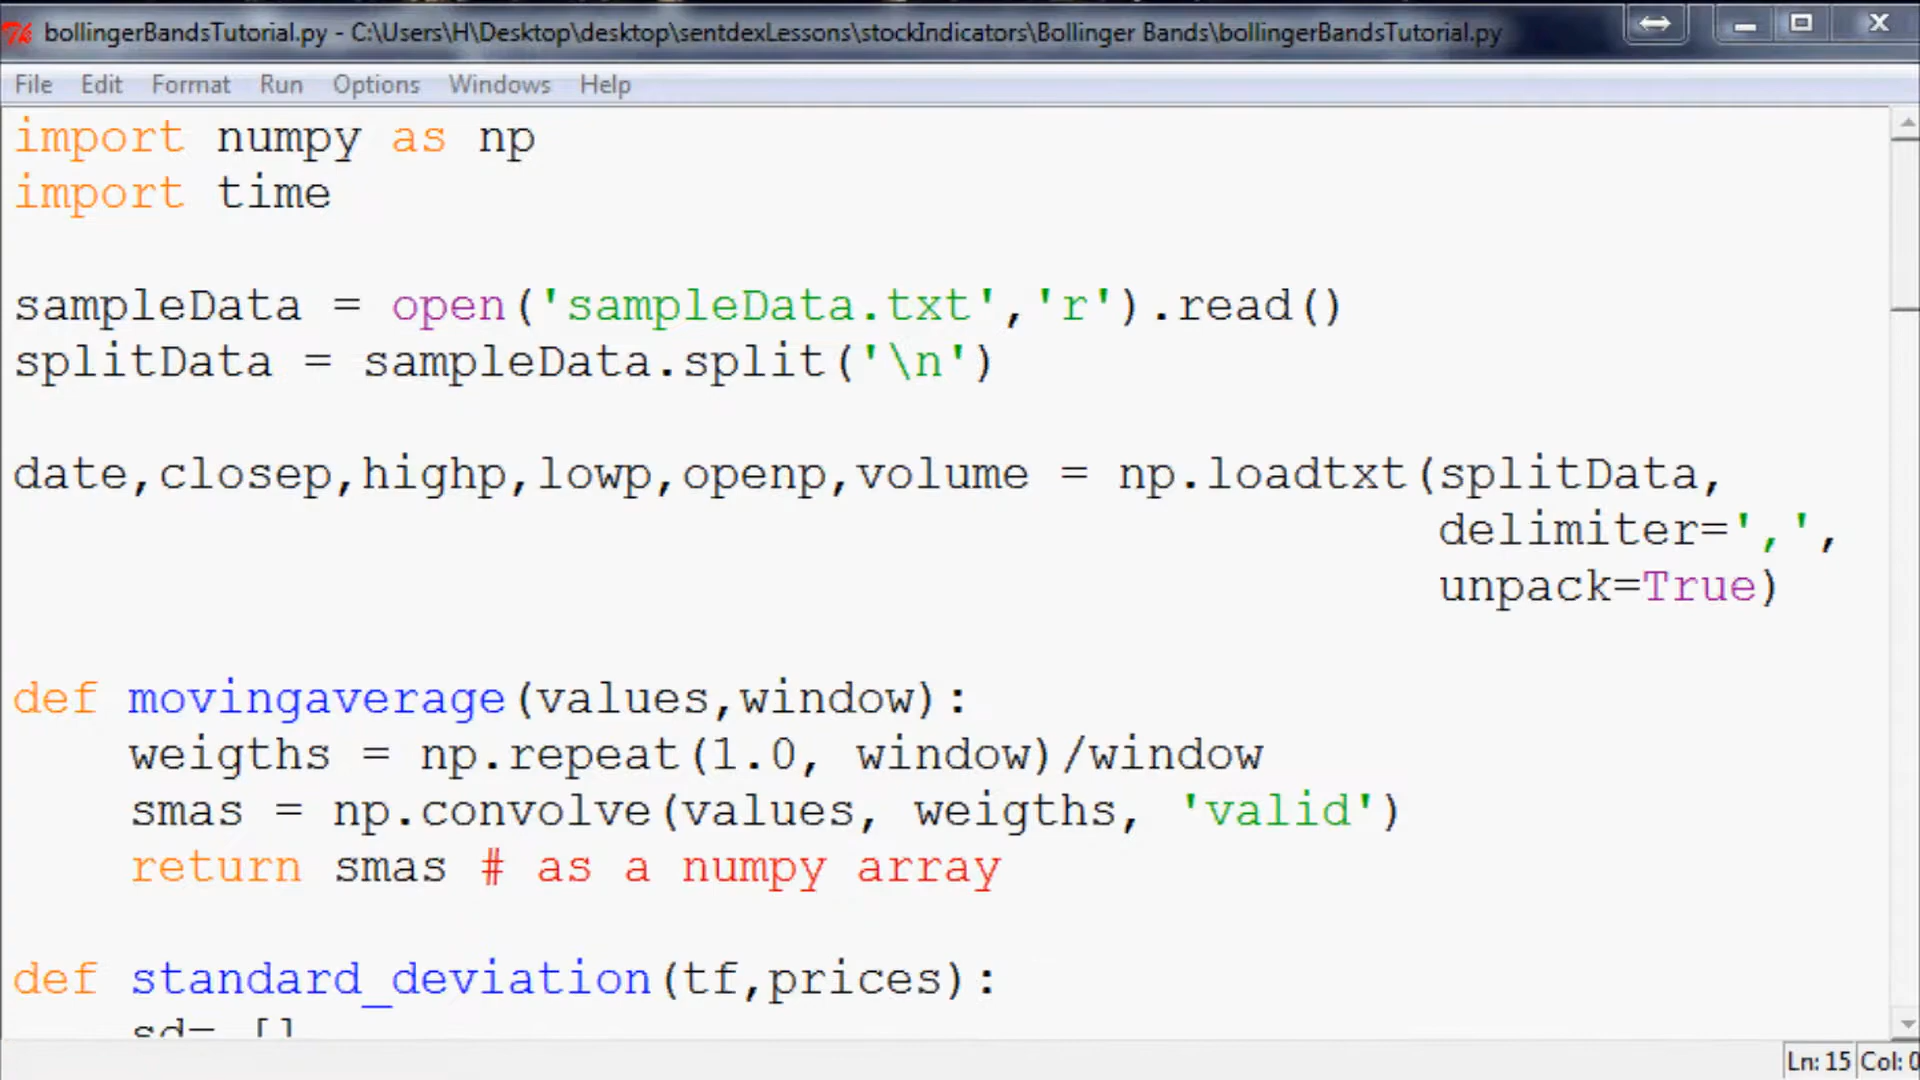 bollingerBandsTutorial.py - C:\Users\H\Desktop\desktop\sentdexLessons\stockIndicators\Bollinger Bands\bollingerBandsTutorial.py
File Edit Format Run Options Windows Help
import numpy as np
import time
sampleData = open('sampleData.txt','r').read()
splitData = sampleData.split('\n')
date,closep,highp,lowp,openp,volume = np.loadtxt(splitData,
delimiter=',',
unpack=True)
def movingaverage(values,window):
weigths = np.repeat(1.0, window)/window
smas = np.convolve(values, weigths, 'valid')
return smas # as a numpy array
def standard_deviation(tf,prices):
sd= []
Ln: 15 Col: 0